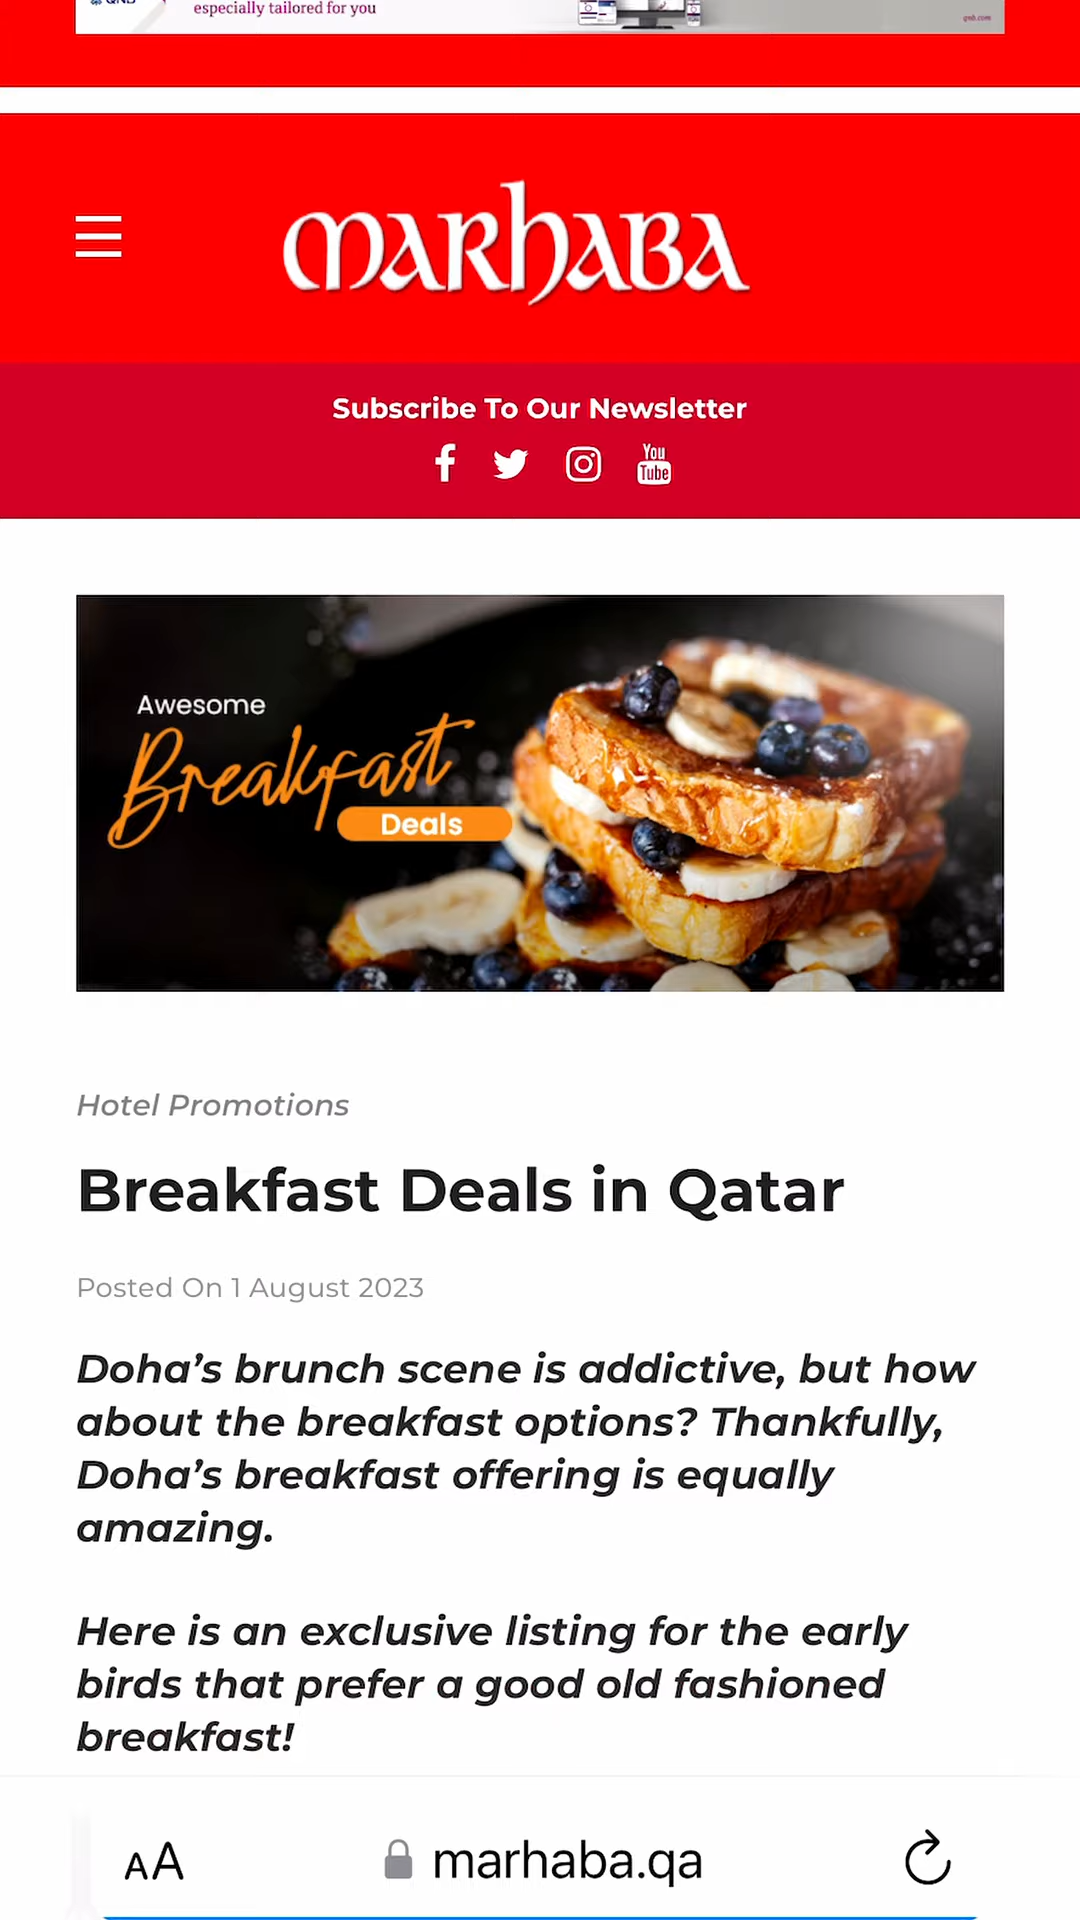 QNB
especially tailored for you
qnb.com
MARHABA
Subscribe To Our Newsletter
You
Tube
Awesome
Breakfast
Deals
Hotel Promotions
Breakfast Deals in Qatar
Posted On 1 August 2023
Doha’s brunch scene is addictive, but how
about the breakfast options? Thankfully,
Doha’s breakfast offering is equally
amazing.
Here is an exclusive listing for the early
birds that prefer a good old fashioned
breakfast!
AA
marhaba.qa